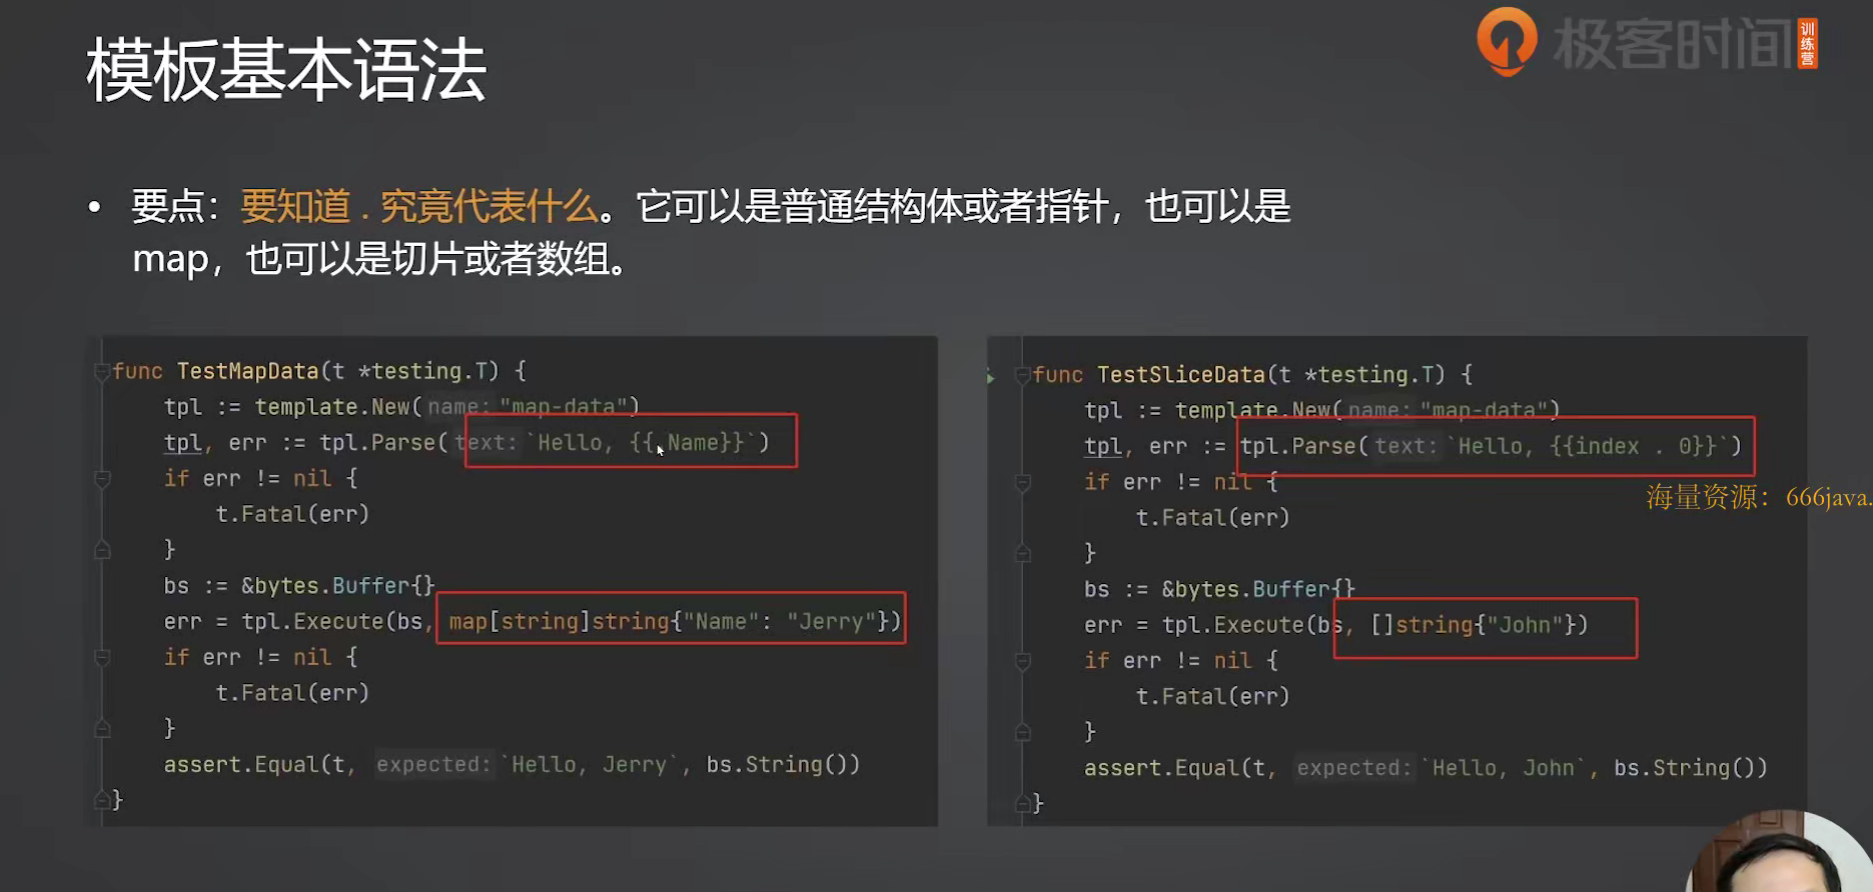 模板基本语法
极客时间
训练营
• 要点：要知道 . 究竟代表什么。它可以是普通结构体或者指针，也可以是
map，也可以是切片或者数组。
func TestMapData(t *testing.T) {
tpl := template.New( name: "map-data")
tpl, err := tpl.Parse( text: `Hello, {{.Name}}`)
if err != nil {
t.Fatal(err)
}
bs := &bytes.Buffer{}
err = tpl.Execute(bs, map[string]string{"Name": "Jerry"})
if err != nil {
t.Fatal(err)
}
assert.Equal(t, expected: `Hello, Jerry`, bs.String())
}
func TestSliceData(t *testing.T) {
tpl := template.New( name: "map-data")
tpl, err := tpl.Parse( text: `Hello, {{index . 0}}`)
if err != nil {
t.Fatal(err)
}
bs := &bytes.Buffer{}
err = tpl.Execute(bs, []string{"John"})
if err != nil {
t.Fatal(err)
}
assert.Equal(t, expected: `Hello, John`, bs.String())
}
海量资源：666java.